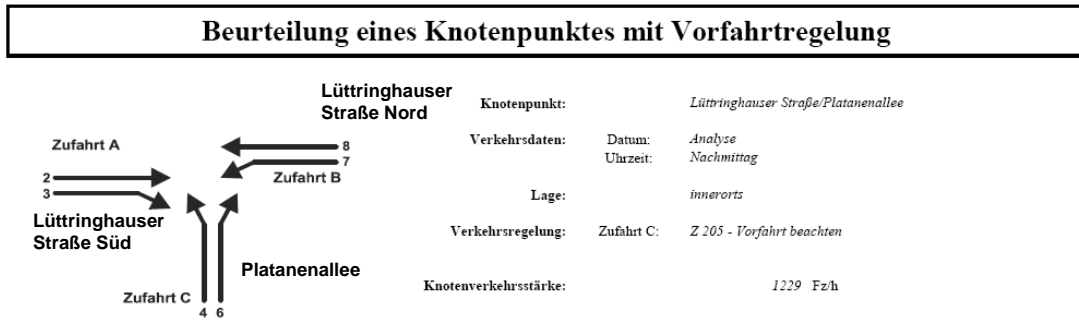 Beurteilung eines Knotenpunktes mit Vorfahrtregelung
Lüttringhauser
Straße Nord
Zufahrt A
8
7
Zufahrt B
2
3
Lüttringhauser
Straße Süd
Platanenallee
Zufahrt C
4 6
Knotenpunkt: Lüttringhauser Straße/Platanenallee
Verkehrsdaten: Datum: Analyse
Uhrzeit: Nachmittag
Lage: innerorts
Verkehrsregelung: Zufahrt C: Z 205 - Vorfahrt beachten
Knotenverkehrsstärke: 1229 Fz/h